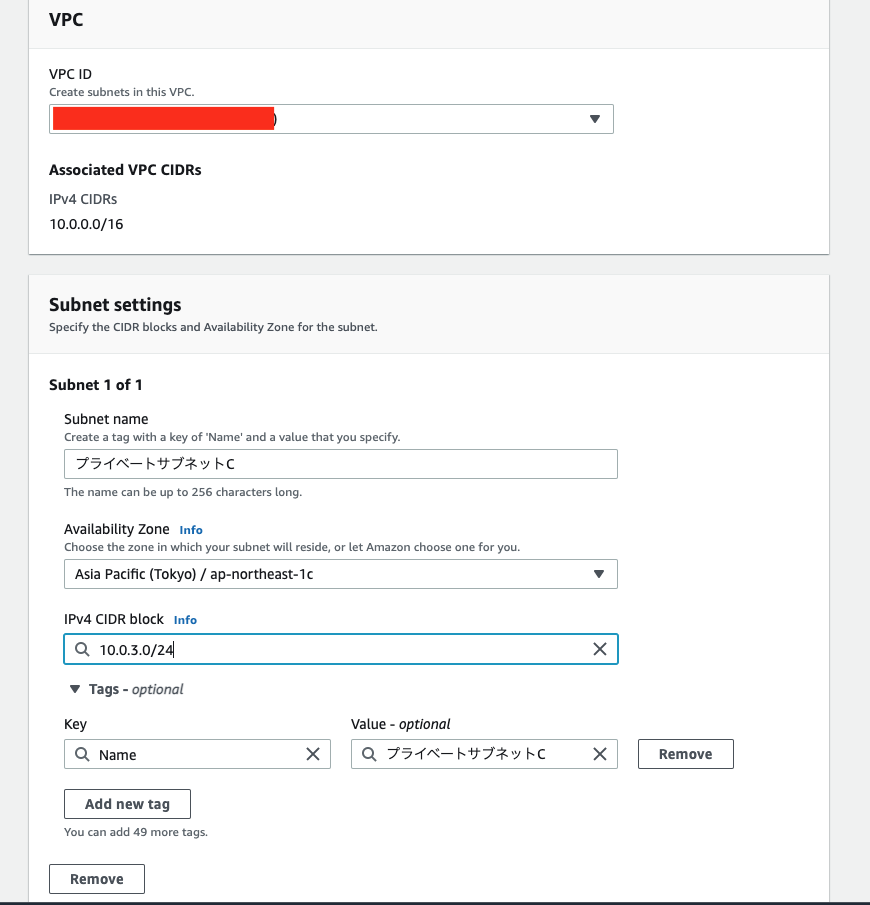 VPC
VPC ID
Create subnets in this VPC.
)
Associated VPC CIDRs
IPv4 CIDRs
10.0.0.0/16
Subnet settings
Specify the CIDR blocks and Availability Zone for the subnet.
Subnet 1 of 1
Subnet name
Create a tag with a key of 'Name' and a value that you specify.
プライベートサブネットC
The name can be up to 256 characters long.
Availability Zone Info
Choose the zone in which your subnet will reside, or let Amazon choose one for you.
Asia Pacific (Tokyo) / ap-northeast-1c
IPv4 CIDR block Info
10.0.3.0/24
Tags - optional
Key Value - optional
Name プライベートサブネットC Remove
Add new tag
You can add 49 more tags.
Remove